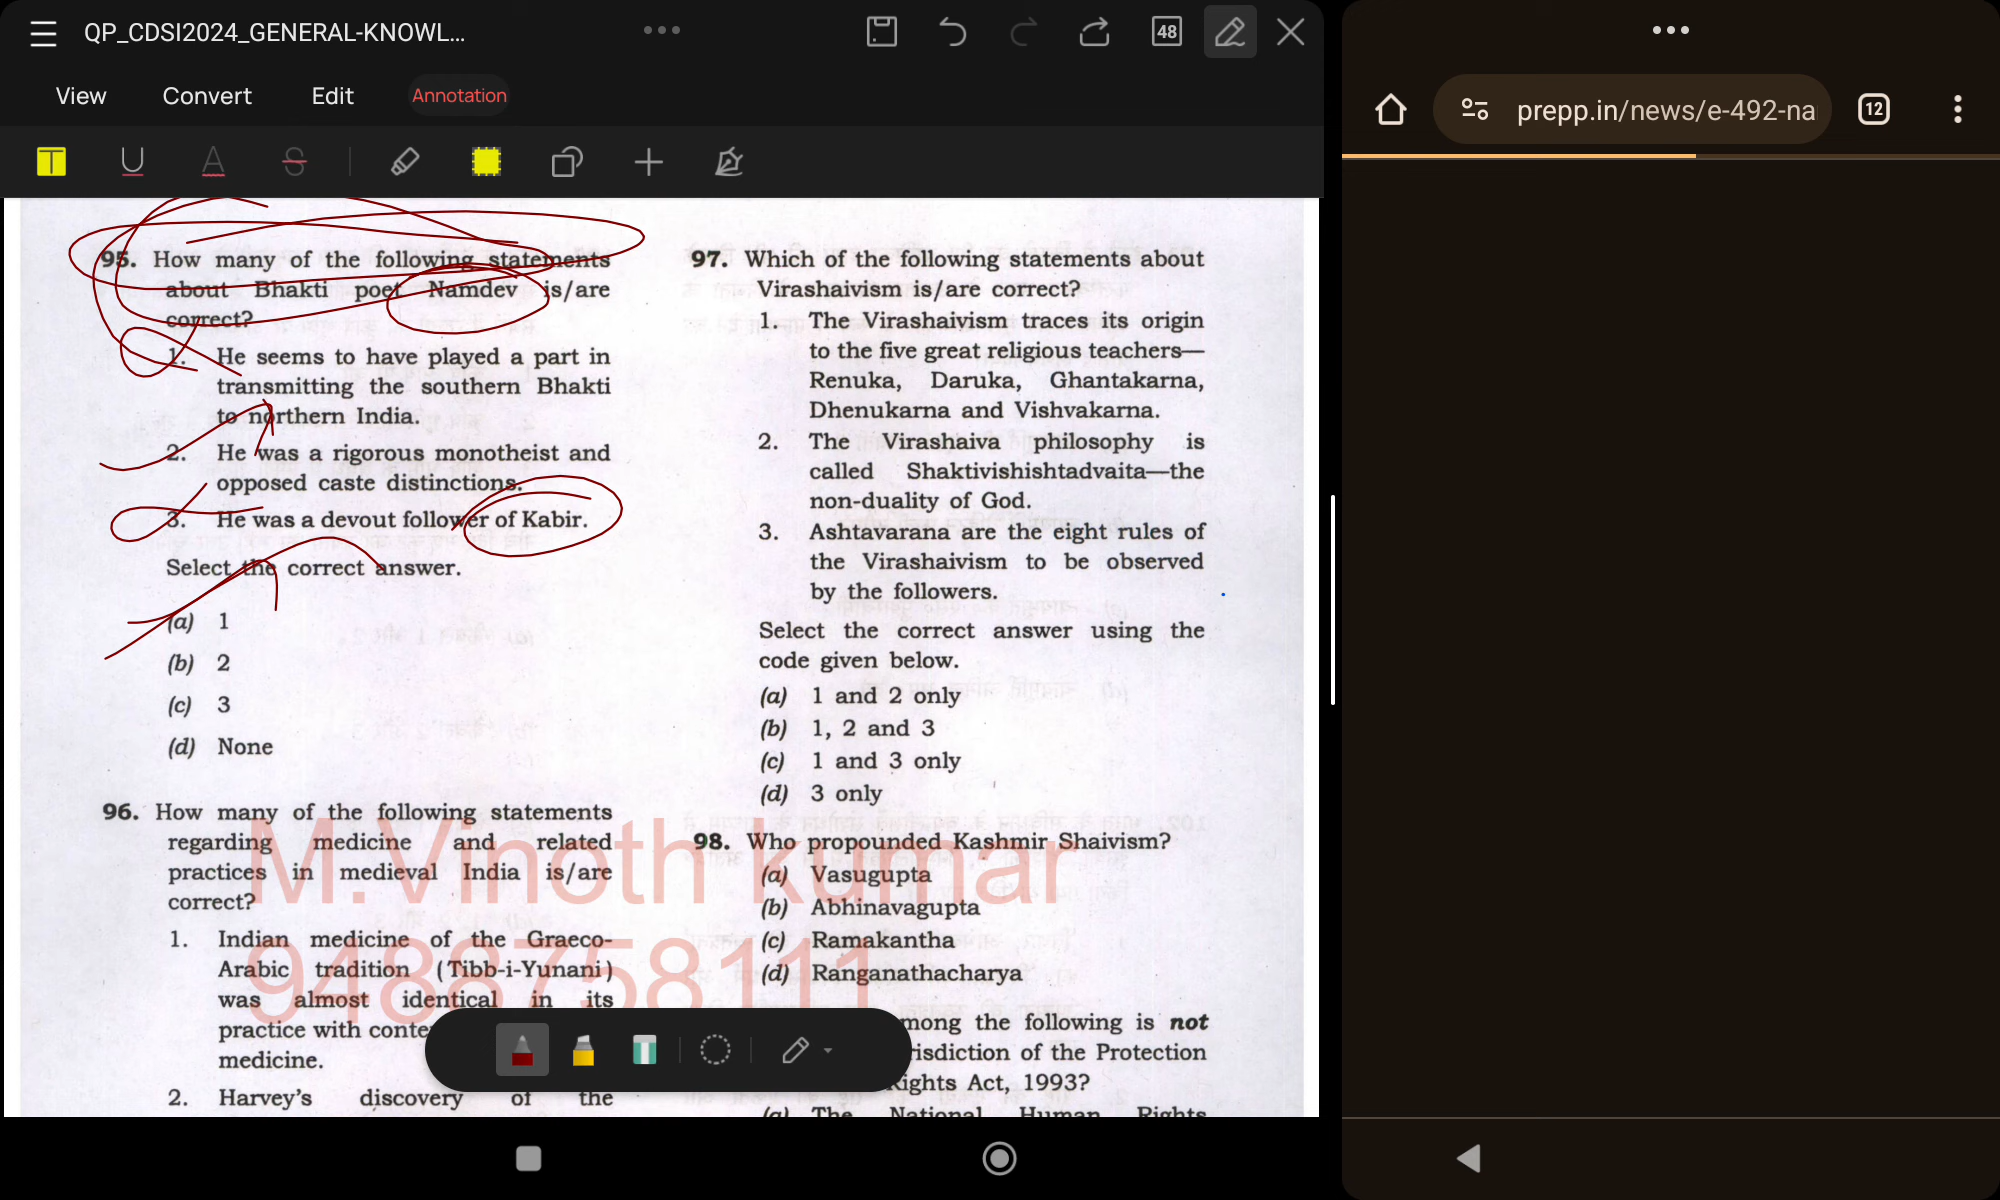 QP_CDSI2024_GENERAL-KNOWL...
48
View Convert Edit Annotation
T U A S
prepp.in/news/e-492-na
12
95. How many of the following statements
about Bhakti poet Namdev is/are
correct?
1. He seems to have played a part in
transmitting the southern Bhakti
to northern India.
2. He was a rigorous monotheist and
opposed caste distinctions.
3. He was a devout follower of Kabir.
Select the correct answer.
(a) 1
(b) 2
(c) 3
(d) None
96. How many of the following statements
regarding medicine and related
practices in medieval India is/are
correct?
1. Indian medicine of the Graeco-
Arabic tradition (Tibb-i-Yunani)
was almost identical in its
practice with
medicine.
2. Harvey's discovery of the
97. Which of the following statements about
Virashaivism is/are correct?
1. The Virashaivism traces its origin
to the five great religious teachers—
Renuka, Daruka, Ghantakarna,
Dhenukarna and Vishvakarna.
2. The Virashaiva philosophy is
called Shaktivishishtadvaita—the
non-duality of God.
3. Ashtavarana are the eight rules of
the Virashaivism to be observed
by the followers.
Select the correct answer using the
code given below.
(a) 1 and 2 only
(b) 1, 2 and 3
(c) 1 and 3 only
(d) 3 only
98. Who propounded Kashmir Shaivism?
(a) Vasugupta
(b) Abhinavagupta
(c) Ramakantha
(d) Ranganathacharya
the following is not
of the Protection
Rights Act, 1993?
(a) The National Human Rights
M.Vinoth kumar
9488758111